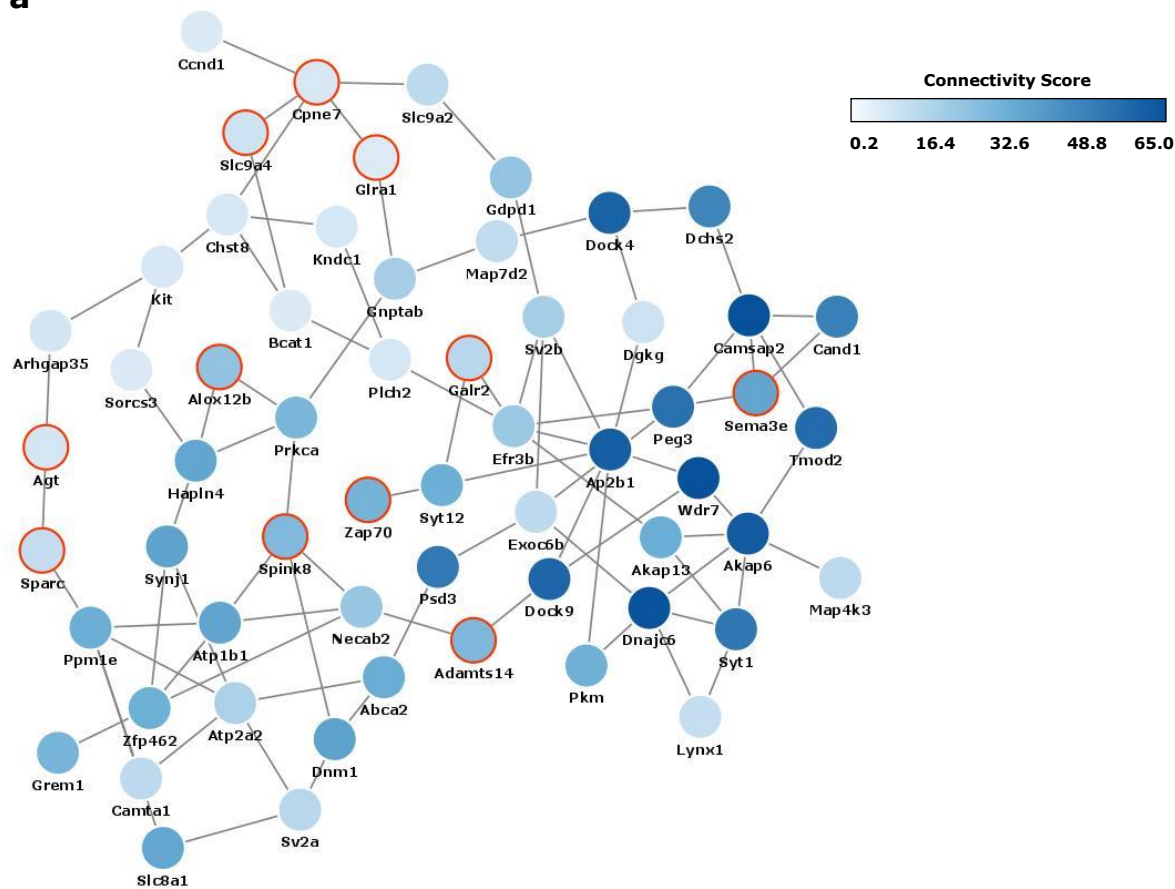 a
Ccnd1
Connectivity Score
Cpne7
Slc9a2
0.2 16.4 32.6 48.8 65.0
Slc9a4
Glra1
Gdpd1
Dock4
Dchs2
Chst8
Kndc1
Map7d2
Kit
Gnptab
Bcat1
Sv2b
Dgkg
Camsap2
Cand1
Arhgap35
Sorcs3
Alox12b
Plch2
Galr2
Sema3e
Prkca
Efr3b
Peg3
Tmod2
Agt
Hapln4
Ap2b1
Wdr7
Zap70
Syt12
Exoc6b
Akap13
Akap6
Sparc
Synj1
Spink8
Psd3
Dock9
Map4k3
Ppm1e
Atp1b1
Necab2
Dnajc6
Syt1
Adamts14
Pkm
Abca2
Zfp462
Atp2a2
Lynx1
Grem1
Dnm1
Camta1
Sv2a
Slc8a1